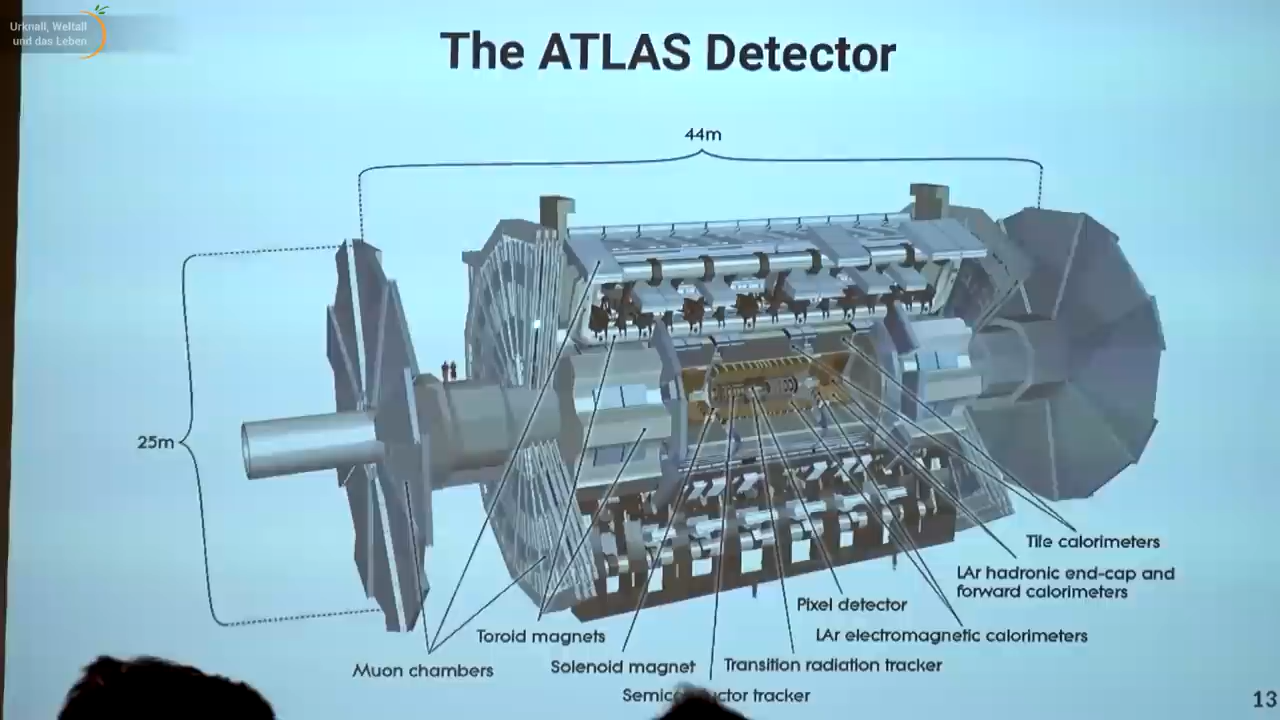 Urknall, Weltall
und das Leben
The ATLAS Detector
44m
25m
Tile calorimeters
LAr hadronic end-cap and
forward calorimeters
Pixel detector
LAr electromagnetic calorimeters
Toroid magnets
Muon chambers
Solenoid magnet
Transition radiation tracker
tracker
13